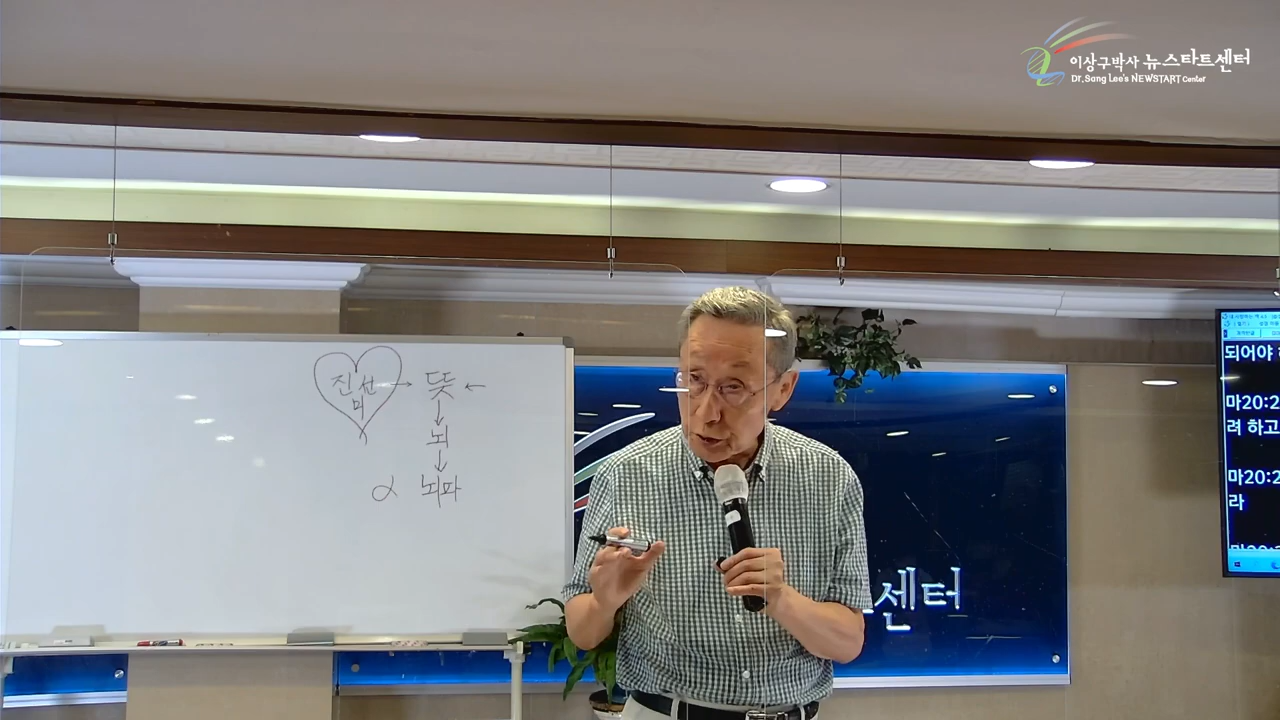 이상구박사 뉴스타트센터
Dr. Sang Lee's NEWSTART Center
진 선 → 뜻 ←
미
↓
뇌
↓
α 뇌파
센터
되어야
마20:2
려 하고
마20:2
라